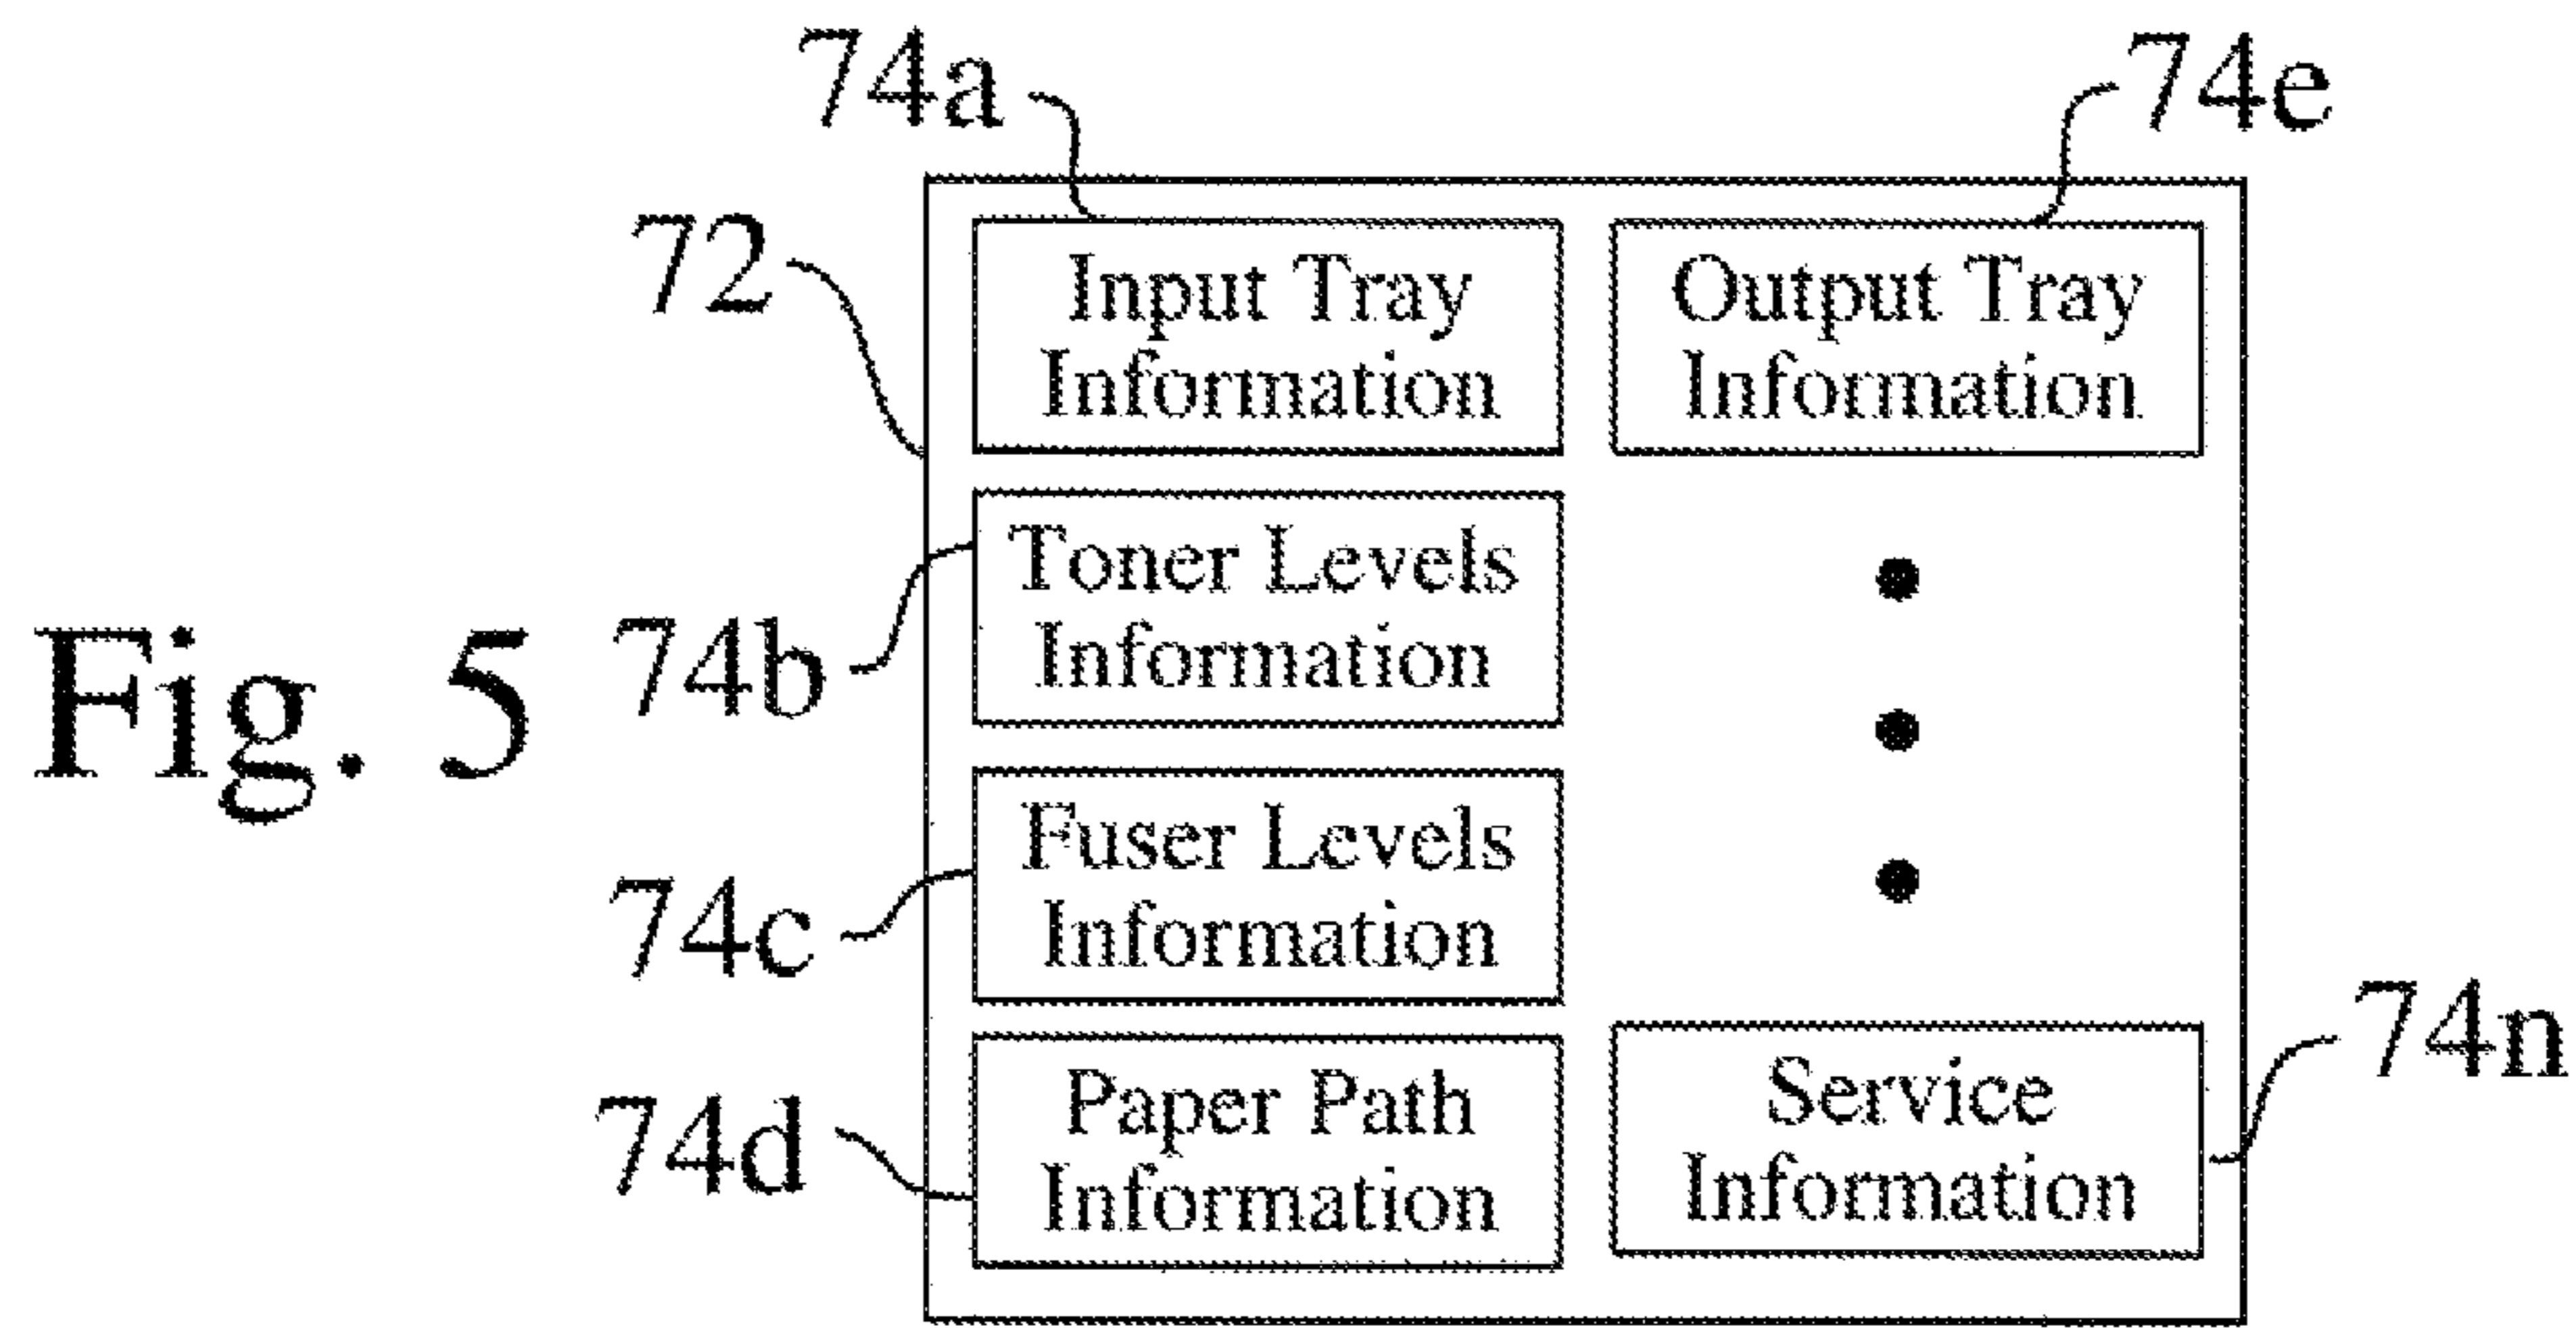 74a
74e
72
Input Tray
Information
Output Tray
Information
Fig. 5
74b
Toner Levels
Information
74c
Fuser Levels
Information
74d
Paper Path
Information
Service
Information
74n